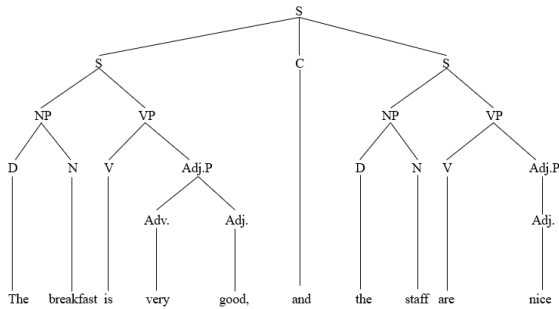 S
S C S
NP VP NP VP
D N V Adj.P D N V Adj.P
Adv. Adj. Adj.
The breakfast is very good, and the staff are nice